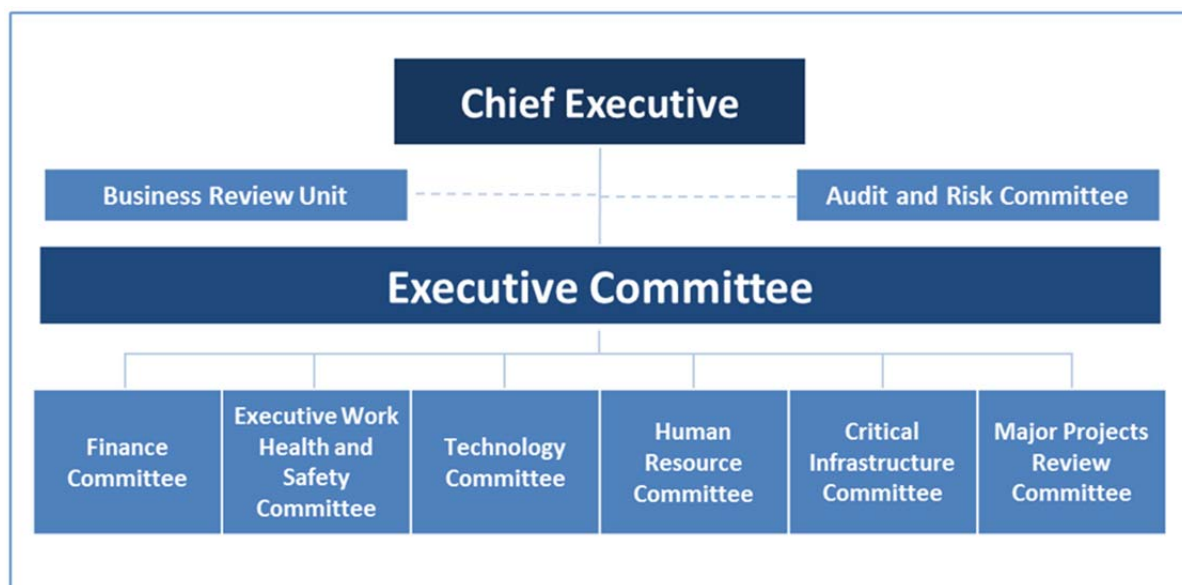 Chief Executive
Business Review Unit
Audit and Risk Committee
Executive Committee
Finance
Committee
Executive Work
Health and
Safety
Committee
Technology
Committee
Human
Resource
Committee
Critical
Infrastructure
Committee
Major Projects
Review
Committee